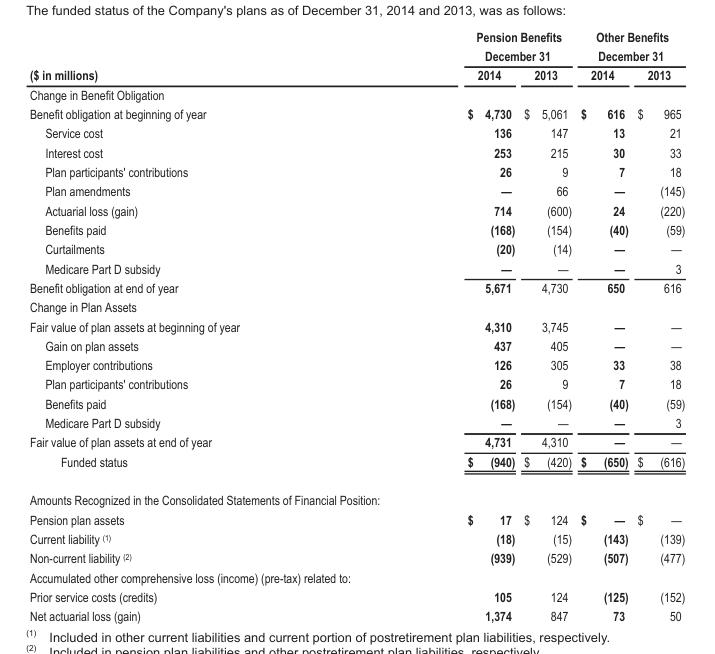 The funded status of the Company's plans as of December 31, 2014 and 2013, was as follows:
Pension Benefits Other Benefits
December 31 December 31
($ in millions) 2014 2013 2014 2013
Change in Benefit Obligation
Benefit obligation at beginning of year $ 4,730 $ 5,061 $ 616 $ 965
Service cost 136 147 13 21
Interest cost 253 215 30 33
Plan participants' contributions 26 9 7 18
Plan amendments — 66 — (145)
Actuarial loss (gain) 714 (600) 24 (220)
Benefits paid (168) (154) (40) (59)
Curtailments (20) (14) — —
Medicare Part D subsidy — — — 3
Benefit obligation at end of year 5,671 4,730 650 616
Change in Plan Assets
Fair value of plan assets at beginning of year 4,310 3,745 — —
Gain on plan assets 437 405 — —
Employer contributions 126 305 33 38
Plan participants' contributions 26 9 7 18
Benefits paid (168) (154) (40) (59)
Medicare Part D subsidy — — — 3
Fair value of plan assets at end of year 4,731 4,310 — —
Funded status $ (940) $ (420) $ (650) $ (616)
Amounts Recognized in the Consolidated Statements of Financial Position:
Pension plan assets $ 17 $ 124 $ — $ —
Current liability (1) (18) (15) (143) (139)
Non-current liability (2) (939) (529) (507) (477)
Accumulated other comprehensive loss (income) (pre-tax) related to:
Prior service costs (credits) 105 124 (125) (152)
Net actuarial loss (gain) 1,374 847 73 50
(1) Included in other current liabilities and current portion of postretirement plan liabilities, respectively.
(2) Included in pension plan liabilities and other postretirement plan liabilities, respectively.